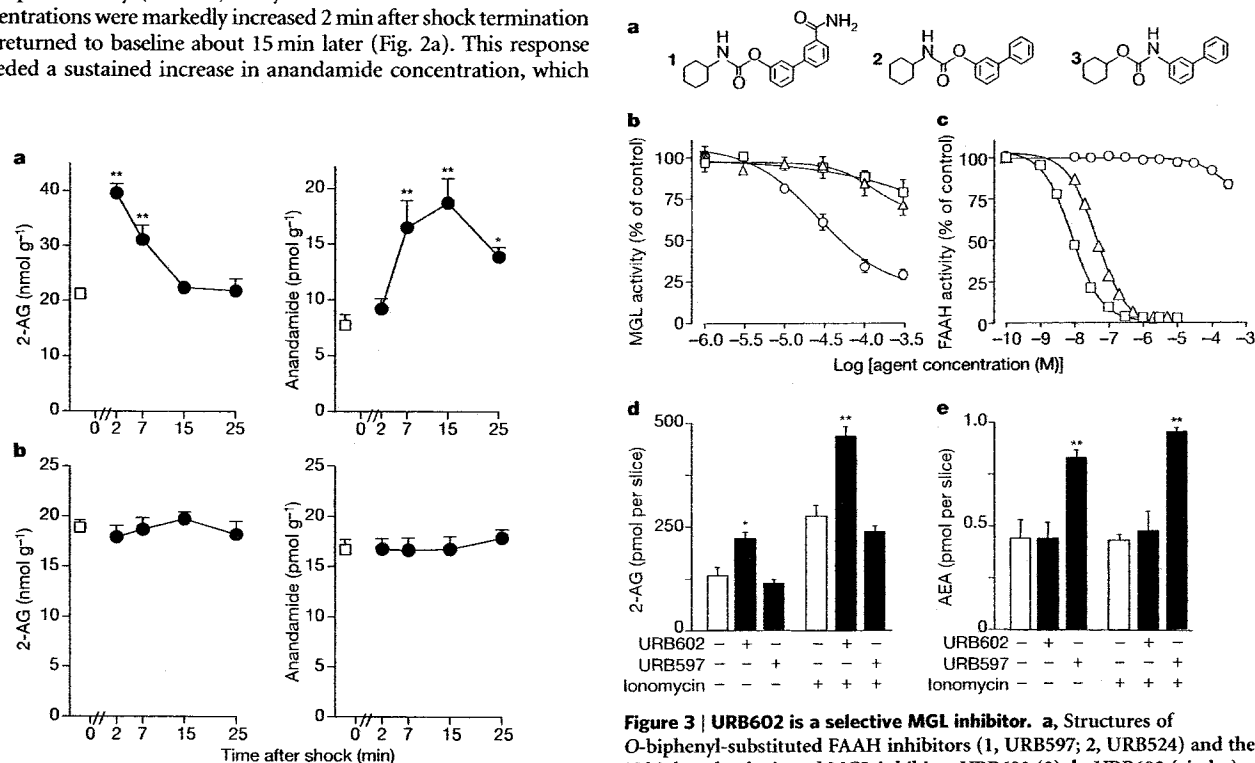 entrations were markedly increased 2 min after shock termination
returned to baseline about 15 min later (Fig. 2a). This response
eded a sustained increase in anandamide concentration, which
a
2-AG (nmol g⁻¹)
40
30
20
10
0
**
**
0 2 7 15 25
Anandamide (pmol g⁻¹)
20
15
10
5
0
**
**
*
0 2 7 15 25
b
2-AG (nmol g⁻¹)
25
20
15
10
5
0
0 2 7 15 25
Anandamide (pmol g⁻¹)
25
20
15
10
5
0
0 2 7 15 25
Time after shock (min)
a
1
H
N
O
O
O
NH₂
2
H
N
O
O
3
O
H
N
O
b
MGL activity (% of control)
100
75
50
25
0
−6.0 −5.5 −5.0 −4.5 −4.0 −3.5
c
FAAH activity (% of control)
100
75
50
25
0
−10 −9 −8 −7 −6 −5 −4 −3
Log [agent concentration (M)]
d
2-AG (pmol per slice)
500
250
0
*
**
URB602 − + − − + −
URB597 − − + − − +
Ionomycin − − − + + +
e
AEA (pmol per slice)
1.0
0.5
0
**
**
URB602 − + − − + −
URB597 − − + − − +
Ionomycin − − − + + +
Figure 3 | URB602 is a selective MGL inhibitor. a, Structures of
O-biphenyl-substituted FAAH inhibitors (1, URB597; 2, URB524) and the